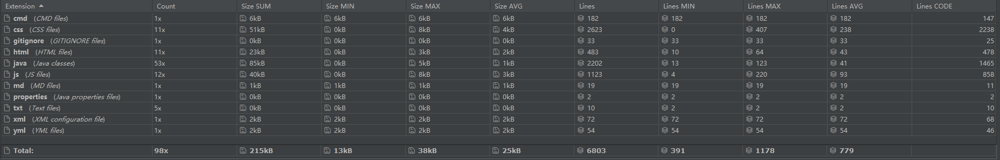 Extension Count Size SUM Size MIN Size MAX Size AVG Lines Lines MIN Lines MAX Lines AVG Lines CODE
cmd (CMD files) 1x 6kB 6kB 6kB 6kB 182 182 182 182 147
css (CSS files) 11x 51kB 0kB 8kB 4kB 2623 0 407 238 2238
gitignore (GITIGNORE files) 1x 0kB 0kB 0kB 0kB 33 33 33 33 25
html (HTML files) 11x 23kB 0kB 3kB 2kB 483 10 64 43 478
java (Java classes) 53x 85kB 0kB 5kB 1kB 2202 13 123 41 1465
js (JS files) 12x 40kB 0kB 8kB 3kB 1123 4 220 93 858
md (MD files) 1x 1kB 1kB 1kB 1kB 19 19 19 19 11
properties (Java properties files) 1x 0kB 0kB 0kB 0kB 2 2 2 2 2
txt (Text files) 5x 0kB 0kB 0kB 0kB 10 2 2 2 10
xml (XML configuration file) 1x 2kB 2kB 2kB 2kB 72 72 72 72 68
yml (YML files) 1x 2kB 2kB 2kB 2kB 54 54 54 54 46
Total: 98x 215kB 13kB 38kB 25kB 6803 391 1178 779